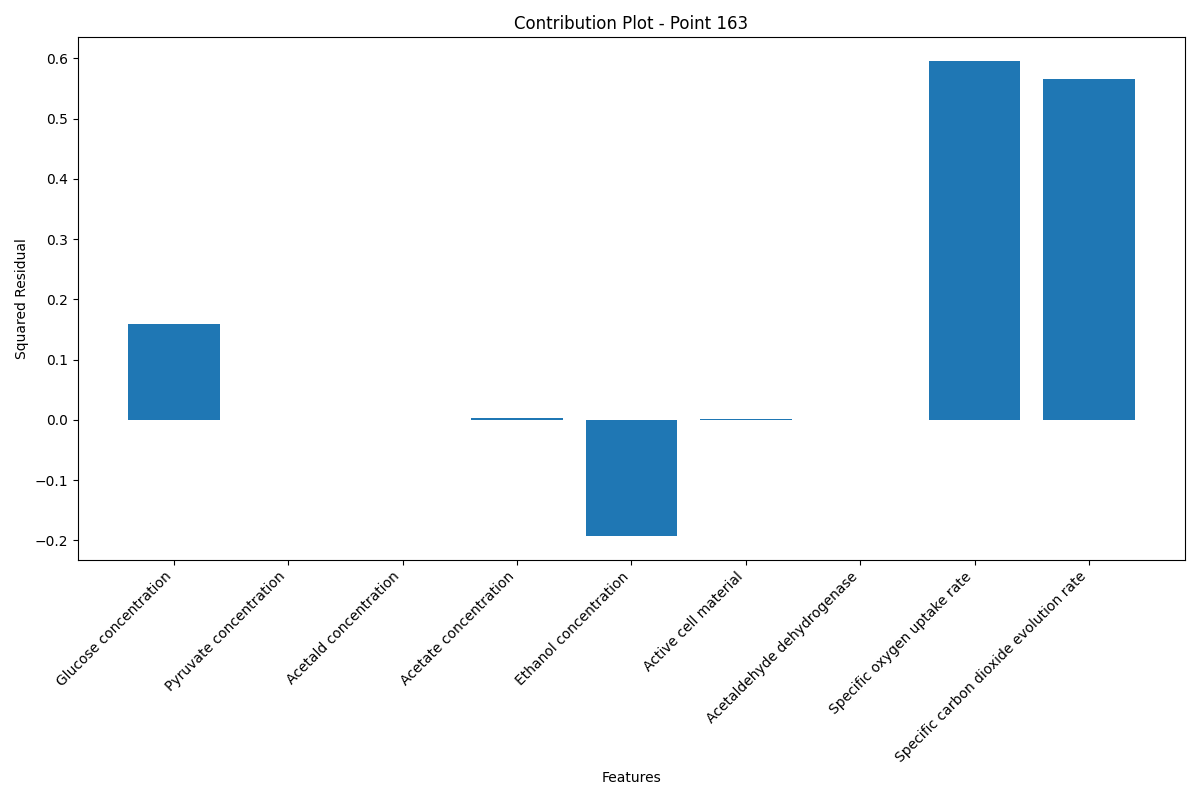 Contribution Plot - Point 163
Squared Residual
0.6
0.5
0.4
0.3
0.2
0.1
0.0
−0.1
−0.2
Glucose concentration
Pyruvate concentration
Acetald concentration
Acetate concentration
Ethanol concentration
Active cell material
Acetaldehyde dehydrogenase
Specific oxygen uptake rate
Specific carbon dioxide evolution rate
Features